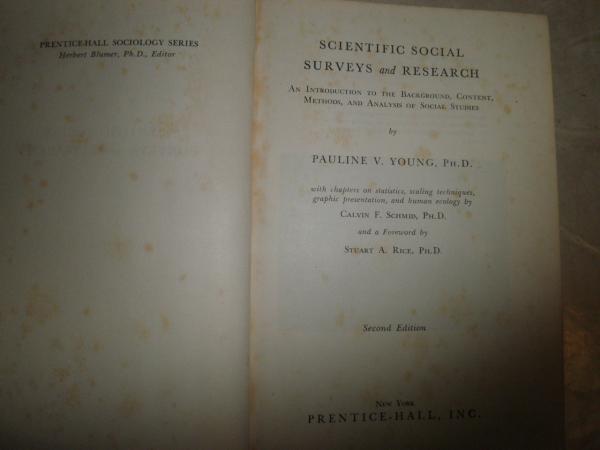 PRENTICE-HALL SOCIOLOGY SERIES
Herbert Blumer, Ph.D., Editor
SCIENTIFIC SOCIAL
SURVEYS and RESEARCH
AN INTRODUCTION TO THE BACKGROUND, CONTENT,
METHODS, AND ANALYSIS OF SOCIAL STUDIES
by
PAULINE V. YOUNG, PH.D.
with chapters on statistics, scaling techniques,
graphic presentation, and human ecology by
CALVIN F. SCHMID, PH.D.
and a Foreword by
STUART A. RICE, PH.D.
Second Edition
NEW YORK
PRENTICE-HALL, INC.